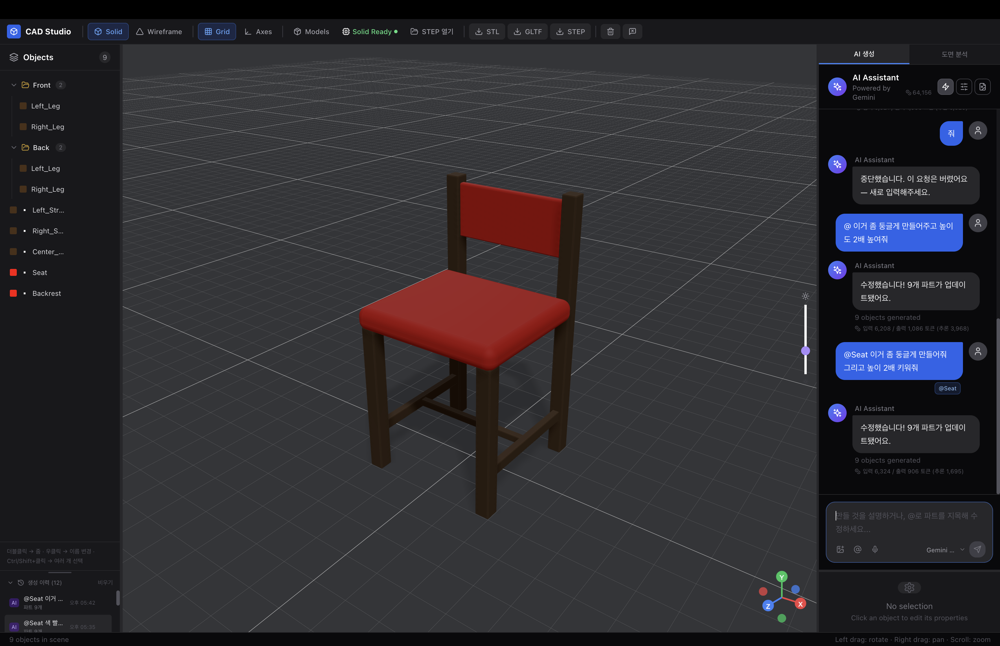 CAD Studio
Solid
Wireframe
Grid
Axes
Models
Solid Ready
STEP 열기
STL
GLTF
STEP
Objects
9
Front 2
Left_Leg
Right_Leg
Back 2
Left_Leg
Right_Leg
Left_Str...
Right_S...
Center_...
Seat
Backrest
더블클릭 → 줌 · 우클릭 → 이름 변경 ·
Ctrl/Shift+클릭 → 여러 개 선택
생성 이력 (12)
비우기
AI
@Seat 이거 ...
파트 9개
오후 05:42
AI
@Seat 색 빨...
파트 9개
오후 05:35
9 objects in scene
Y
Z
X
AI 생성
도면 분석
AI Assistant
Powered by
Gemini
64,156
줘
AI Assistant
중단했습니다. 이 요청은 버렸어요
— 새로 입력해주세요.
@ 이거 좀 둥글게 만들어주고 높이
도 2배 높여줘
AI Assistant
수정했습니다! 9개 파트가 업데이
트됐어요.
9 objects generated
입력 6,208 / 출력 1,086 토큰 (추론 3,968)
@Seat 이거 좀 둥글게 만들어줘
그리고 높이 2배 키워줘
@Seat
AI Assistant
수정했습니다! 9개 파트가 업데이
트됐어요.
9 objects generated
입력 6,324 / 출력 906 토큰 (추론 1,695)
만들 것을 설명하거나, @로 파트를 지목해 수
정하세요...
Gemini ...
No selection
Click an object to edit its properties
Left drag: rotate · Right drag: pan · Scroll: zoom